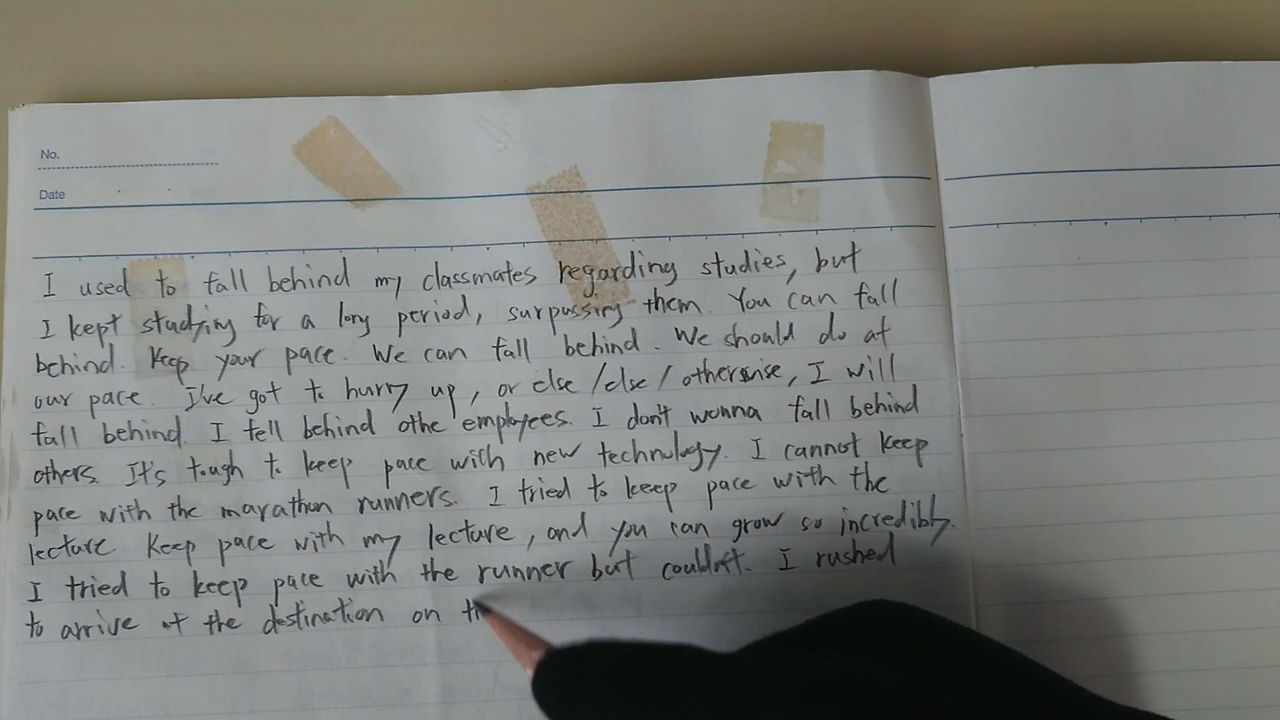 No.
Date
I used to fall behind my classmates regarding studies, but
I kept studying for a long period, surpassing them. You can fall
behind. Keep your pace. We can fall behind. We should do at
our pace. I've got to hurry up, or else /else / otherwise, I will
fall behind. I fell behind othe employees. I don't wanna fall behind
others. It's tough to keep pace with new technology. I cannot keep
pace with the marathon runners. I tried to keep pace with the
lecture. Keep pace with my lecture, and you can grow so incredibly.
I tried to keep pace with the runner but couldn't. I rushed
to arrive at the destination on